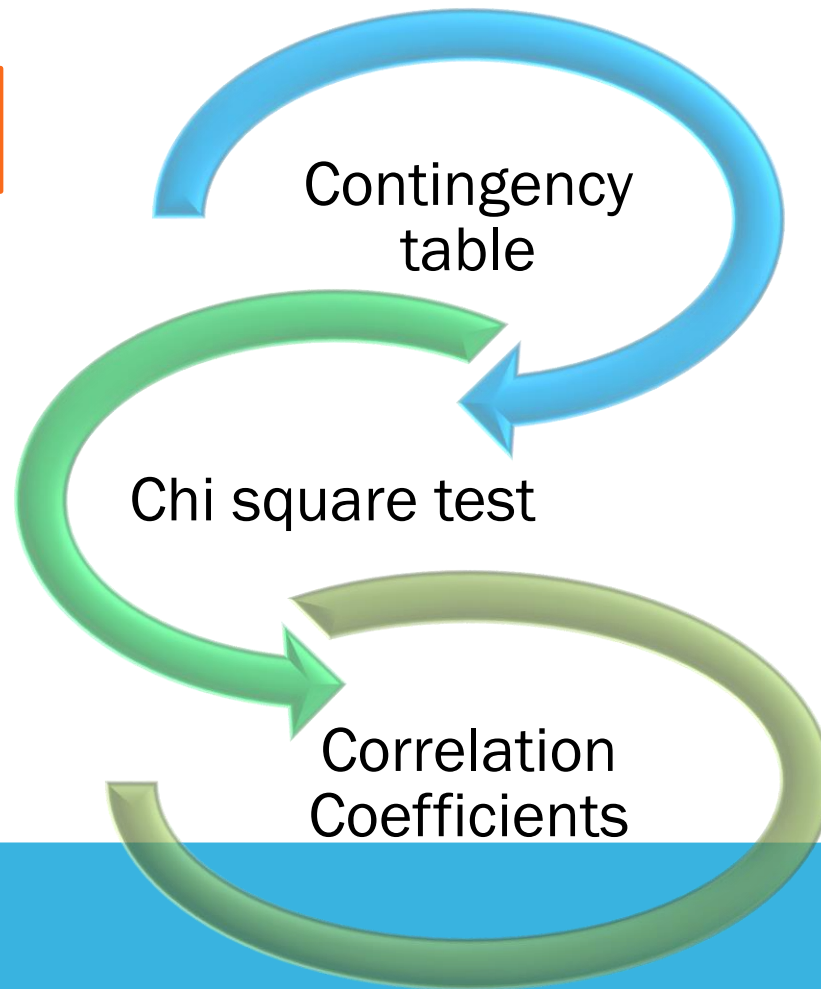 Contingency
table
Chi square test
Correlation
Coefficients